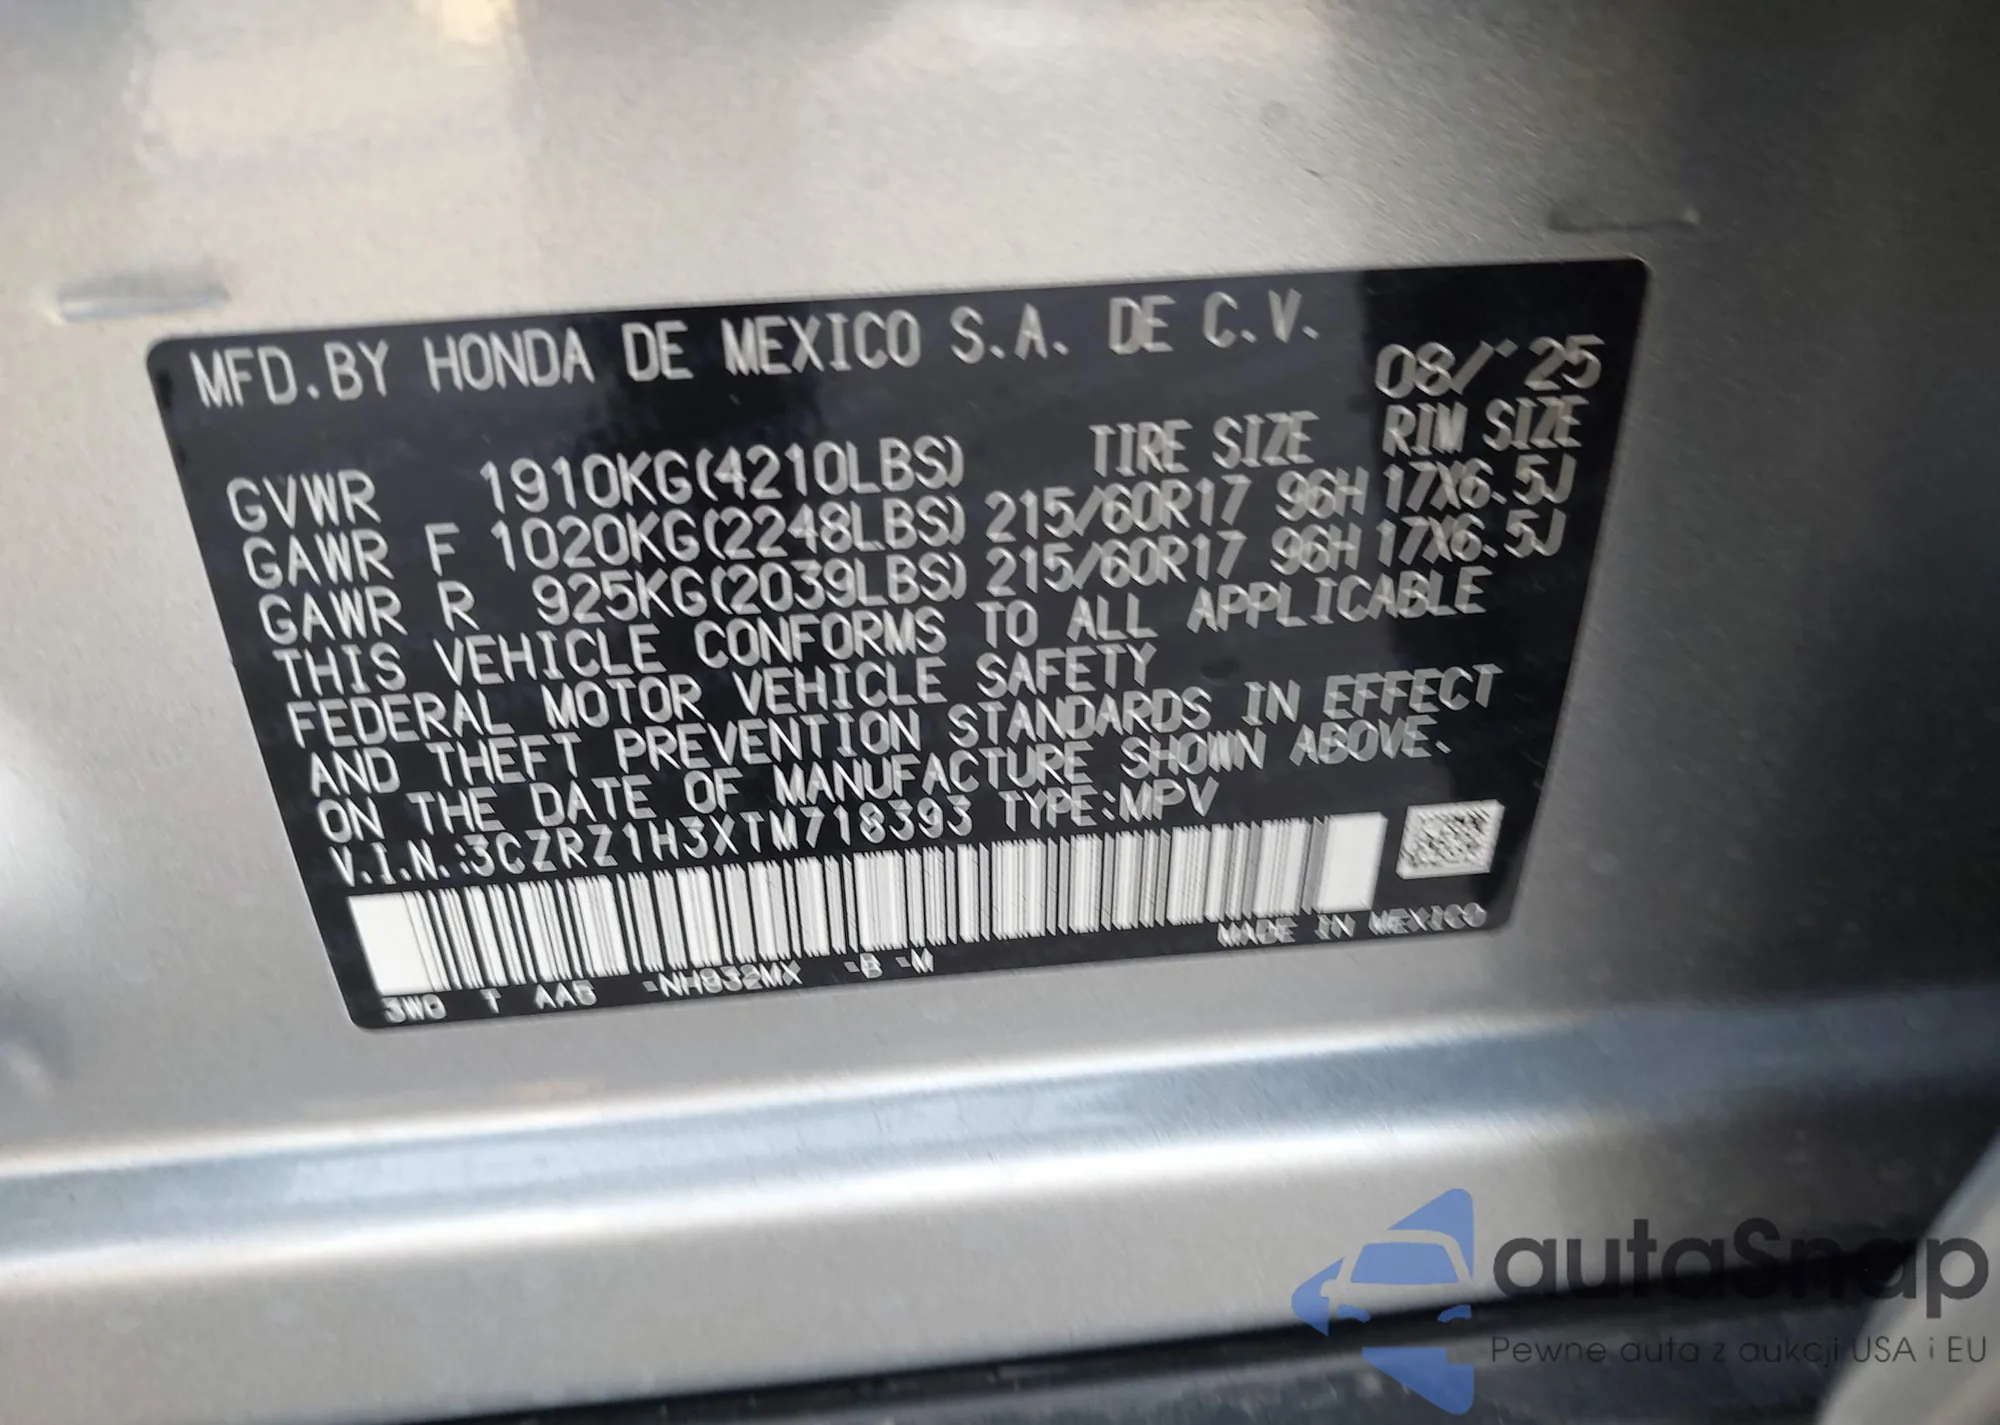 MFD.BY HONDA DE MEXICO S.A. DE C.V.
08/'25
TIRE SIZE RIM SIZE
GVWR 1910KG(4210LBS)
GAWR F 1020KG(2248LBS) 215/60R17 96H 17X6.5J
GAWR R 925KG(2039LBS) 215/60R17 96H 17X6.5J
THIS VEHICLE CONFORMS TO ALL APPLICABLE
FEDERAL MOTOR VEHICLE SAFETY
AND THEFT PREVENTION STANDARDS IN EFFECT
ON THE DATE OF MANUFACTURE SHOWN ABOVE.
V.I.N.:3CZRZ1H3XTM718393 TYPE:MPV
MADE IN MEXICO
3W0 T AA5 -NH932MX -B -M
autaSnap
Pewne auta z aukcji USA i EU